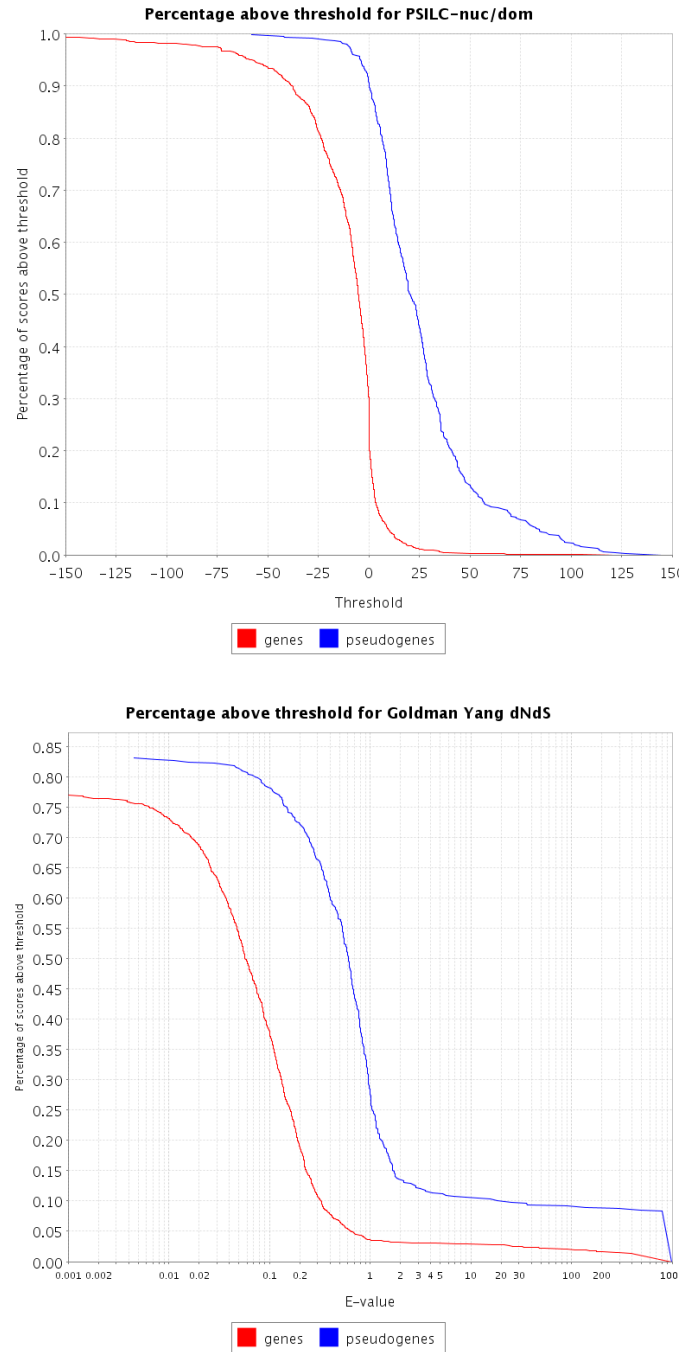 Percentage above threshold for PSILC-nuc/dom
Percentage of scores above threshold
1.0
0.9
0.8
0.7
0.6
0.5
0.4
0.3
0.2
0.1
0.0
-150 -125 -100 -75 -50 -25 0 25 50 75 100 125 150
Threshold
genes pseudogenes
Percentage above threshold for Goldman Yang dNdS
Percentage of scores above threshold
0.85
0.80
0.75
0.70
0.65
0.60
0.55
0.50
0.45
0.40
0.35
0.30
0.25
0.20
0.15
0.10
0.05
0.00
0.001 0.002 0.01 0.02 0.1 0.2 1 2 3 4 5 10 20 30 100 200 100
E-value
genes pseudogenes